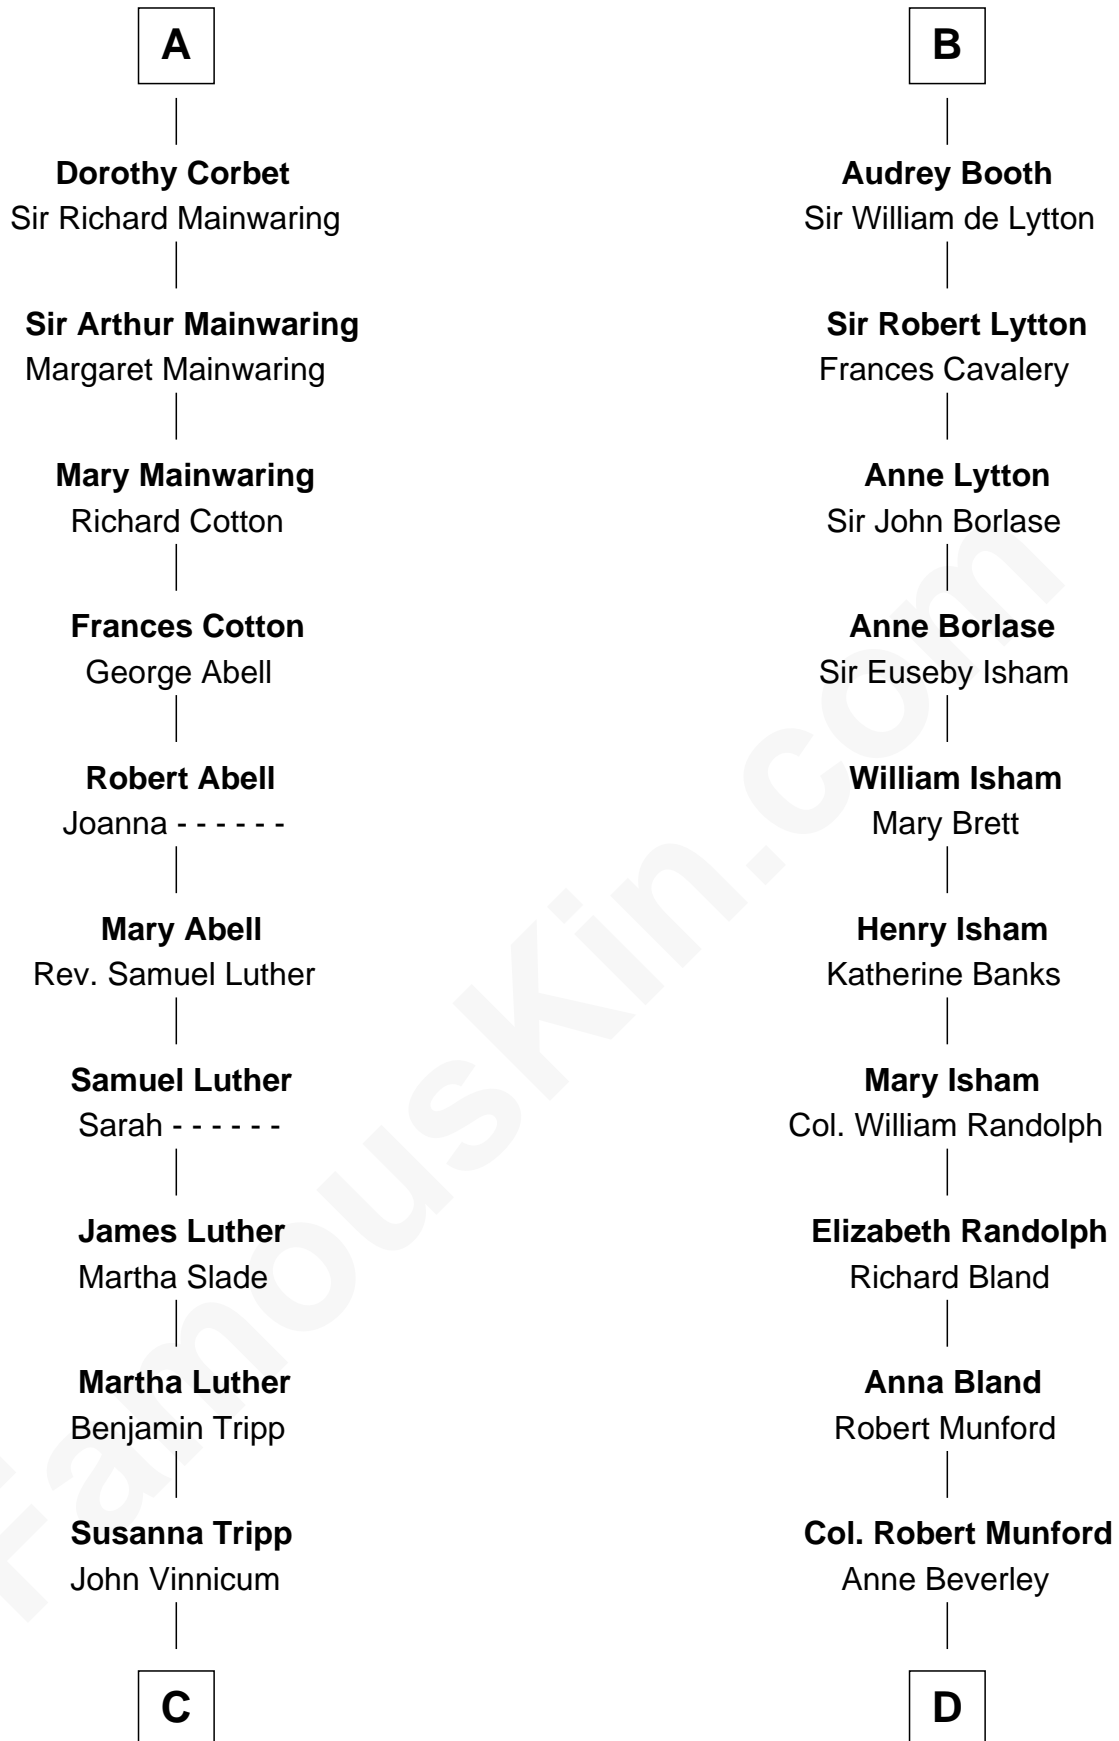 A
Dorothy Corbet
Sir Richard Mainwaring
Sir Arthur Mainwaring
Margaret Mainwaring
Mary Mainwaring
Richard Cotton
Frances Cotton
George Abell
Robert Abell
Joanna - - - - - -
Mary Abell
Rev. Samuel Luther
Samuel Luther
Sarah - - - - - -
James Luther
Martha Slade
Martha Luther
Benjamin Tripp
Susanna Tripp
John Vinnicum
C
B
Audrey Booth
Sir William de Lytton
Sir Robert Lytton
Frances Cavalery
Anne Lytton
Sir John Borlase
Anne Borlase
Sir Euseby Isham
William Isham
Mary Brett
Henry Isham
Katherine Banks
Mary Isham
Col. William Randolph
Elizabeth Randolph
Richard Bland
Anna Bland
Robert Munford
Col. Robert Munford
Anne Beverley
D
FamousKin.com